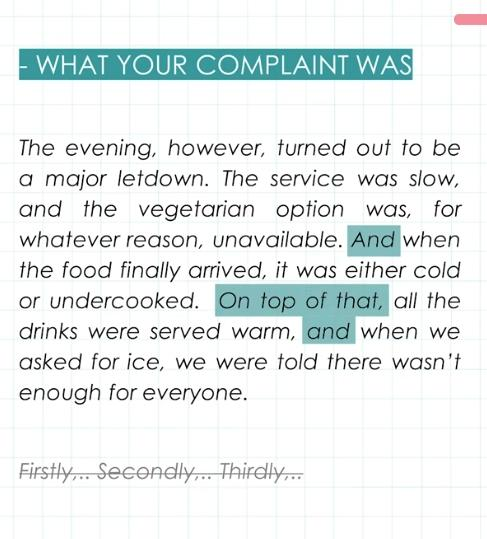 - WHAT YOUR COMPLAINT WAS
The evening, however, turned out to be
a major letdown. The service was slow,
and the vegetarian option was, for
whatever reason, unavailable. And when
the food finally arrived, it was either cold
or undercooked. On top of that, all the
drinks were served warm, and when we
asked for ice, we were told there wasn't
enough for everyone.
Firstly,.. Secondly,.. Thirdly,..